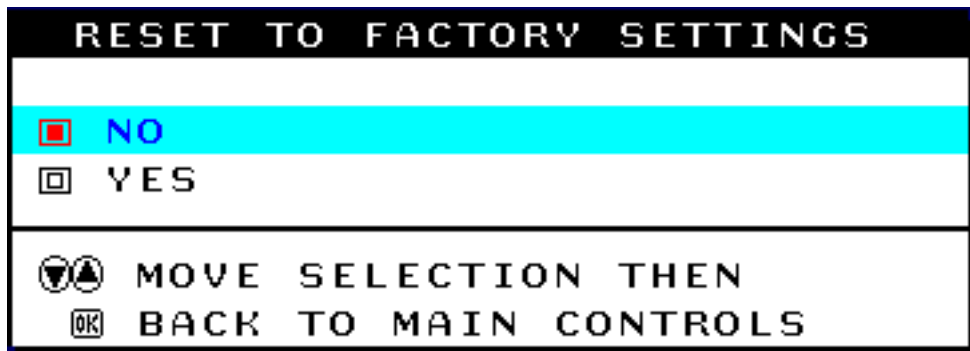 RESET TO FACTORY SETTINGS
NO
YES
MOVE SELECTION THEN
OK BACK TO MAIN CONTROLS